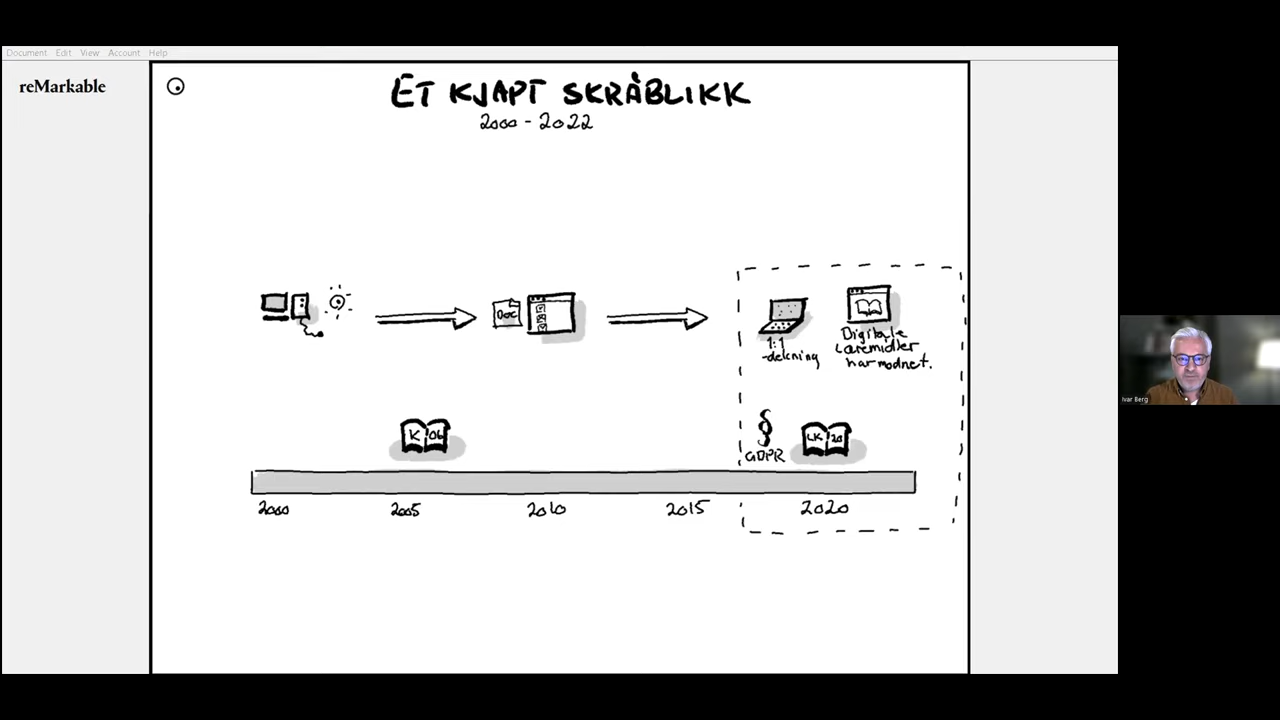 Document Edit View Account Help
reMarkable
ET KJAPT SKRÅBLIKK
2000 - 2022
DOC
1:1
-dekning
Digitale
Læremidler
har modnet.
K 06
§
GDPR
LK 20
2000 2005 2010 2015 2020
Ivar Berg